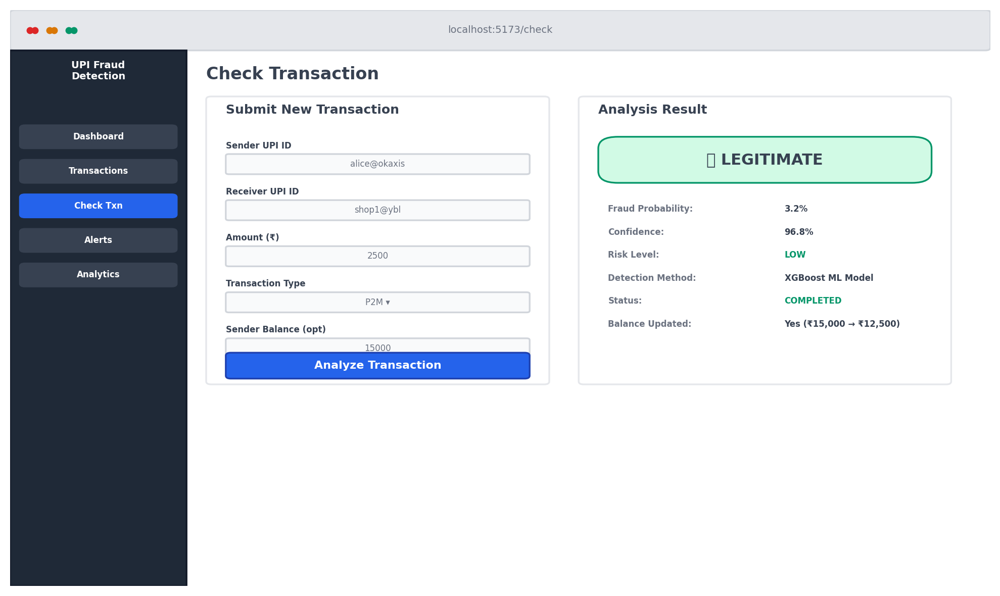 localhost:5173/check
UPI Fraud
Detection
Dashboard
Transactions
Check Txn
Alerts
Analytics
Check Transaction
Submit New Transaction
Sender UPI ID
alice@okaxis
Receiver UPI ID
shop1@ybl
Amount (₹)
2500
Transaction Type
P2M ▾
Sender Balance (opt)
15000
Analyze Transaction
Analysis Result
LEGITIMATE
Fraud Probability: 3.2%
Confidence: 96.8%
Risk Level: LOW
Detection Method: XGBoost ML Model
Status: COMPLETED
Balance Updated: Yes (₹15,000 → ₹12,500)